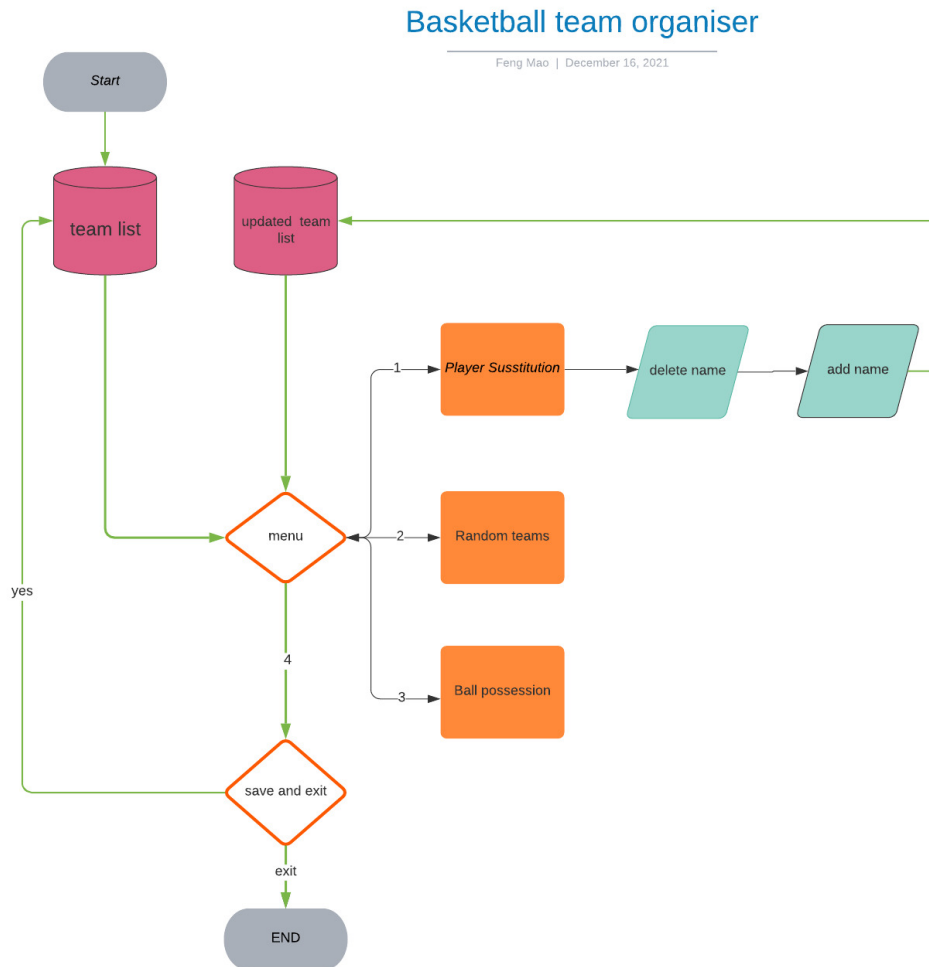 Basketball team organiser
Feng Mao | December 16, 2021
Start
team list
updated team
list
1
Player Susstitution
delete name
add name
menu
2
Random teams
yes
4
3
Ball possession
save and exit
exit
END